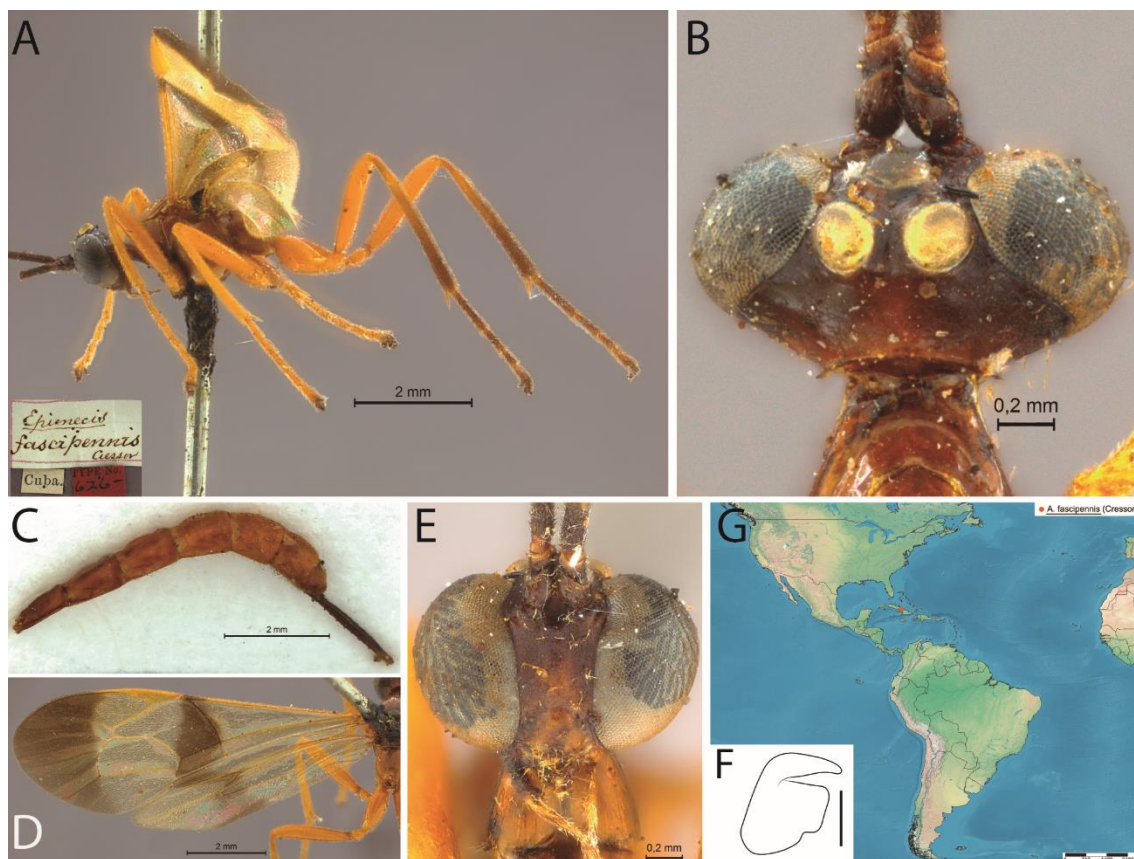 A
2 mm
Epimecis
fascipennis
Cresson
Cuba.
TYPE No.
626-
B
0,2 mm
C
2 mm
D
2 mm
E
0,2 mm
F
G
A. fascipennis (Cresson